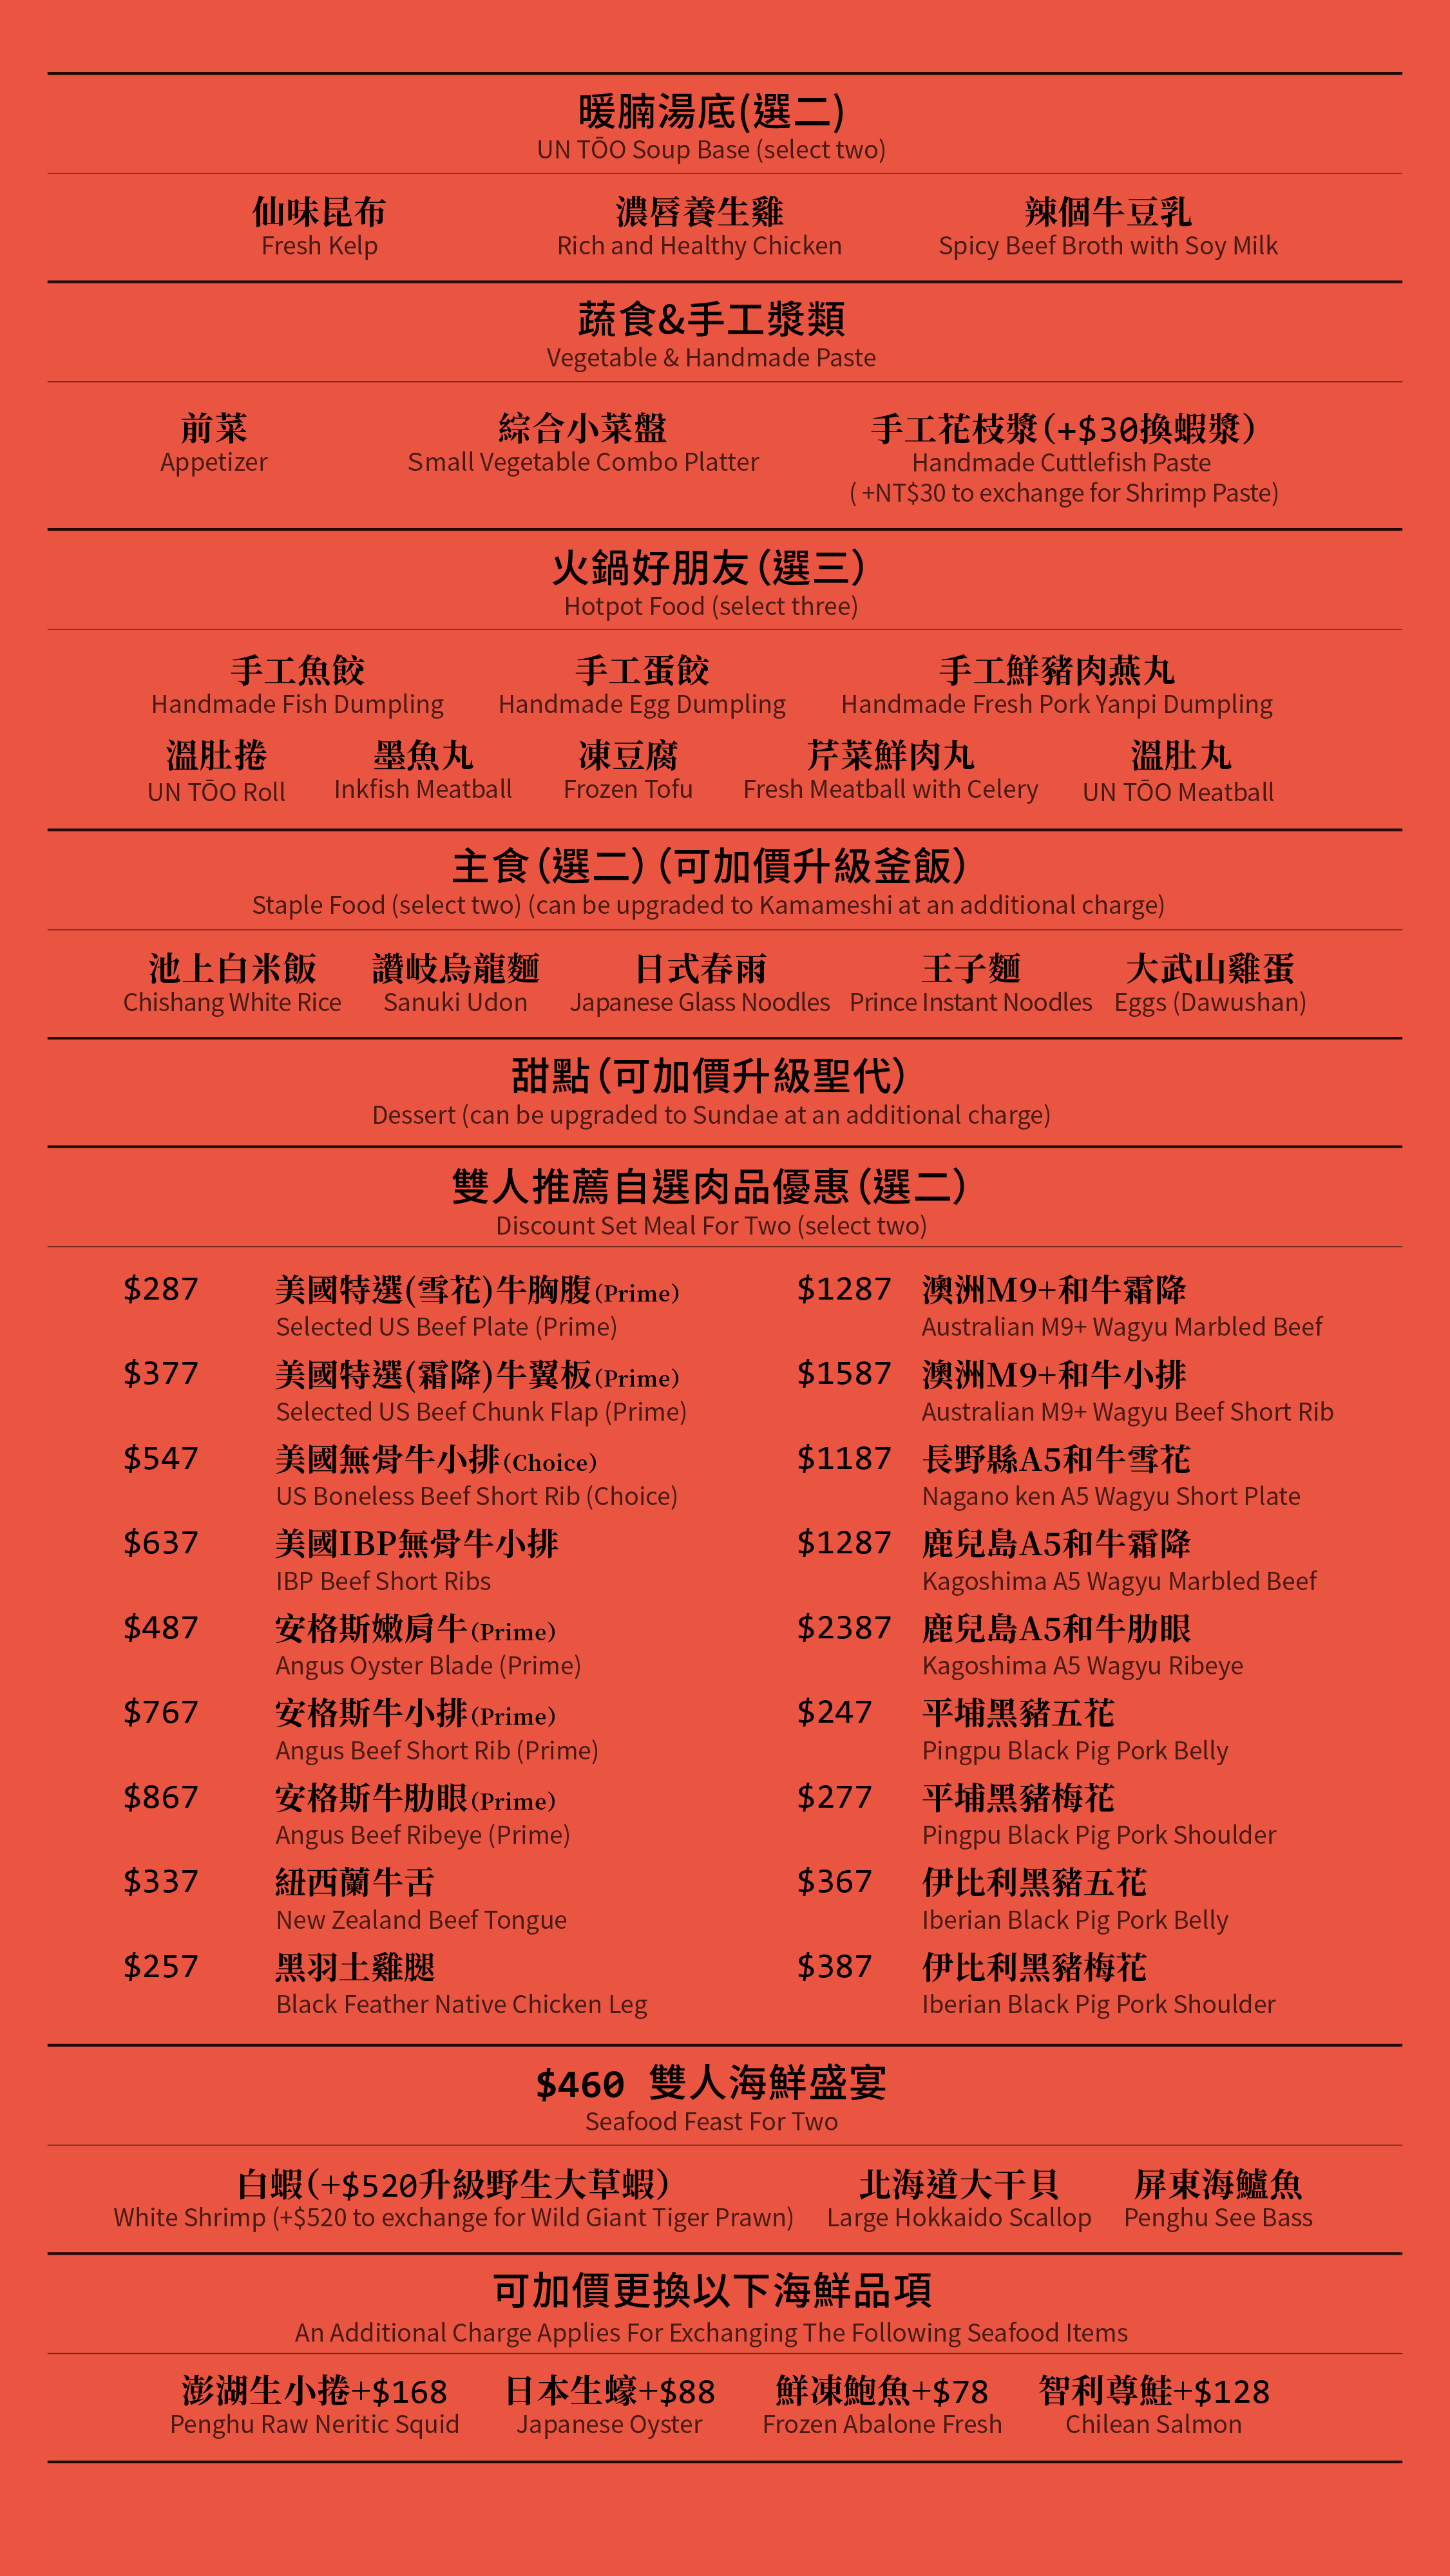 暖腩湯底(選二)
UN TŌO Soup Base (select two)
仙味昆布 濃唇養生雞 辣個牛豆乳
Fresh Kelp Rich and Healthy Chicken Spicy Beef Broth with Soy Milk
蔬食&手工漿類
Vegetable & Handmade Paste
前菜 綜合小菜盤 手工花枝漿(+$30換蝦漿)
Appetizer Small Vegetable Combo Platter Handmade Cuttlefish Paste
( +NT$30 to exchange for Shrimp Paste)
火鍋好朋友(選三)
Hotpot Food (select three)
手工魚餃 手工蛋餃 手工鮮豬肉燕丸
Handmade Fish Dumpling Handmade Egg Dumpling Handmade Fresh Pork Yanpi Dumpling
溫肚捲 墨魚丸 凍豆腐 芹菜鮮肉丸 溫肚丸
UN TŌO Roll Inkfish Meatball Frozen Tofu Fresh Meatball with Celery UN TŌO Meatball
主食(選二)(可加價升級釜飯)
Staple Food (select two) (can be upgraded to Kamameshi at an additional charge)
池上白米飯 讚岐烏龍麵 日式春雨 王子麵 大武山雞蛋
Chishang White Rice Sanuki Udon Japanese Glass Noodles Prince Instant Noodles Eggs (Dawushan)
甜點(可加價升級聖代)
Dessert (can be upgraded to Sundae at an additional charge)
雙人推薦自選肉品優惠(選二)
Discount Set Meal For Two (select two)
$287 美國特選(雪花)牛胸腹(Prime)
Selected US Beef Plate (Prime)
$377 美國特選(霜降)牛翼板(Prime)
Selected US Beef Chunk Flap (Prime)
$547 美國無骨牛小排(Choice)
US Boneless Beef Short Rib (Choice)
$637 美國IBP無骨牛小排
IBP Beef Short Ribs
$487 安格斯嫩肩牛(Prime)
Angus Oyster Blade (Prime)
$767 安格斯牛小排(Prime)
Angus Beef Short Rib (Prime)
$867 安格斯牛肋眼(Prime)
Angus Beef Ribeye (Prime)
$337 紐西蘭牛舌
New Zealand Beef Tongue
$257 黑羽土雞腿
Black Feather Native Chicken Leg
$1287 澳洲M9+和牛霜降
Australian M9+ Wagyu Marbled Beef
$1587 澳洲M9+和牛小排
Australian M9+ Wagyu Beef Short Rib
$1187 長野縣A5和牛雪花
Nagano ken A5 Wagyu Short Plate
$1287 鹿兒島A5和牛霜降
Kagoshima A5 Wagyu Marbled Beef
$2387 鹿兒島A5和牛肋眼
Kagoshima A5 Wagyu Ribeye
$247 平埔黑豬五花
Pingpu Black Pig Pork Belly
$277 平埔黑豬梅花
Pingpu Black Pig Pork Shoulder
$367 伊比利黑豬五花
Iberian Black Pig Pork Belly
$387 伊比利黑豬梅花
Iberian Black Pig Pork Shoulder
$460 雙人海鮮盛宴
Seafood Feast For Two
白蝦(+$520升級野生大草蝦) 北海道大干貝 屏東海鱸魚
White Shrimp (+$520 to exchange for Wild Giant Tiger Prawn) Large Hokkaido Scallop Penghu See Bass
可加價更換以下海鮮品項
An Additional Charge Applies For Exchanging The Following Seafood Items
澎湖生小捲+$168 日本生蠔+$88 鮮凍鮑魚+$78 智利尊鮭+$128
Penghu Raw Neritic Squid Japanese Oyster Frozen Abalone Fresh Chilean Salmon